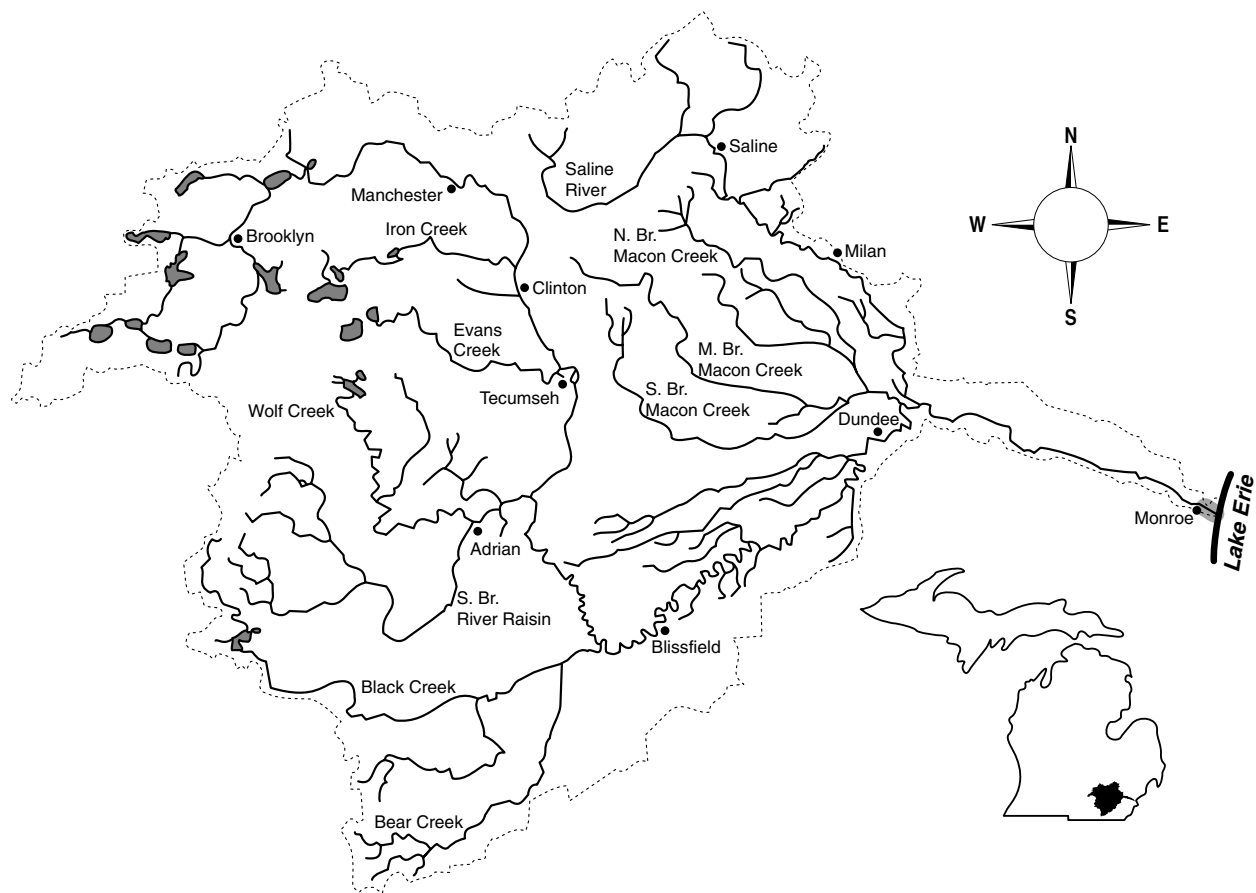 N
W
E
S
Saline
Saline
River
Manchester
Brooklyn
Iron Creek
N. Br.
Macon Creek
Milan
Clinton
Evans
Creek
M. Br.
Macon Creek
Tecumseh
S. Br.
Macon Creek
Wolf Creek
Dundee
Monroe
Lake Erie
Adrian
S. Br.
River Raisin
Blissfield
Black Creek
Bear Creek